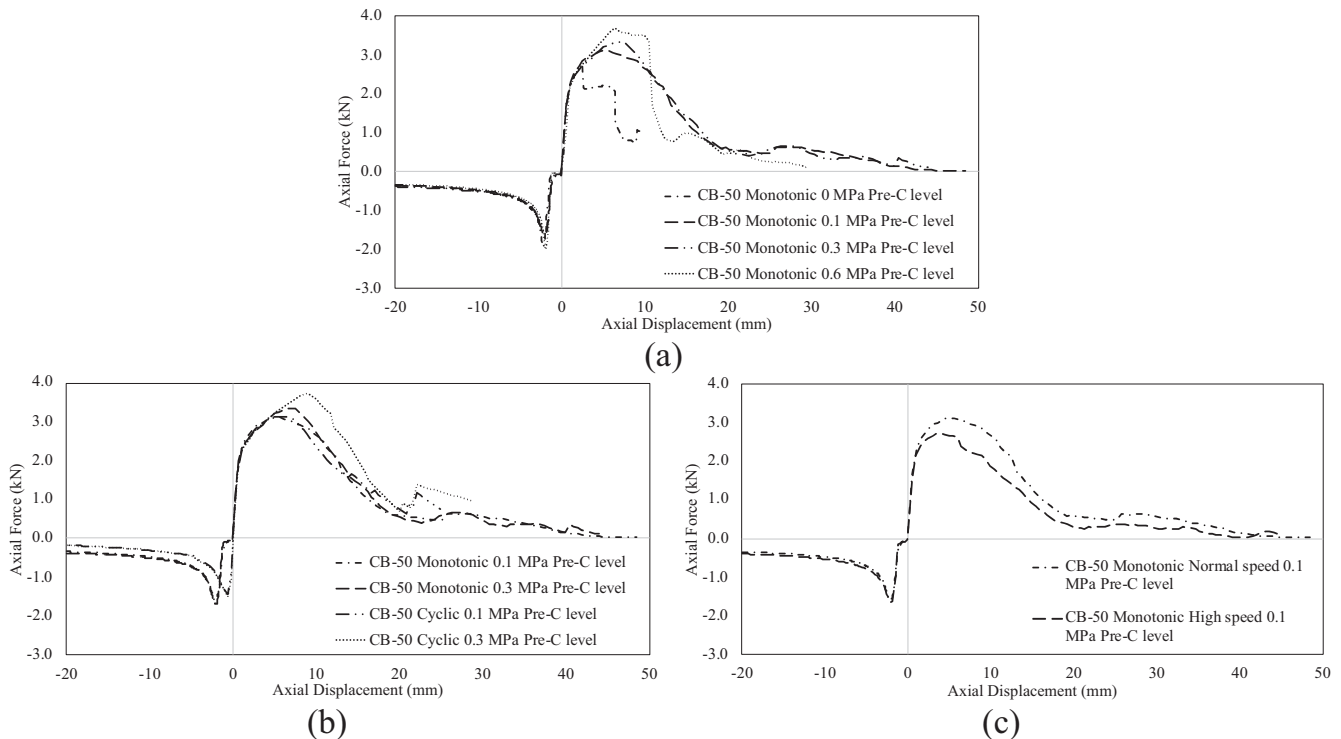 4.0
3.0
2.0
1.0
0.0
-1.0
-2.0
-3.0
Axial Force (kN)
CB-50 Monotonic 0 MPa Pre-C level
CB-50 Monotonic 0.1 MPa Pre-C level
CB-50 Monotonic 0.3 MPa Pre-C level
CB-50 Monotonic 0.6 MPa Pre-C level
-20 -10 0 10 20 30 40 50
Axial Displacement (mm)
(a)
4.0
3.0
2.0
1.0
0.0
-1.0
-2.0
-3.0
Axial Force (kN)
CB-50 Monotonic 0.1 MPa Pre-C level
CB-50 Monotonic 0.3 MPa Pre-C level
CB-50 Cyclic 0.1 MPa Pre-C level
CB-50 Cyclic 0.3 MPa Pre-C level
-20 -10 0 10 20 30 40 50
Axial Displacement (mm)
(b)
4.0
3.0
2.0
1.0
0.0
-1.0
-2.0
-3.0
Axial Force (kN)
CB-50 Monotonic Normal speed 0.1
MPa Pre-C level
CB-50 Monotonic High speed 0.1
MPa Pre-C level
-20 -10 0 10 20 30 40 50
Axial Displacement (mm)
(c)